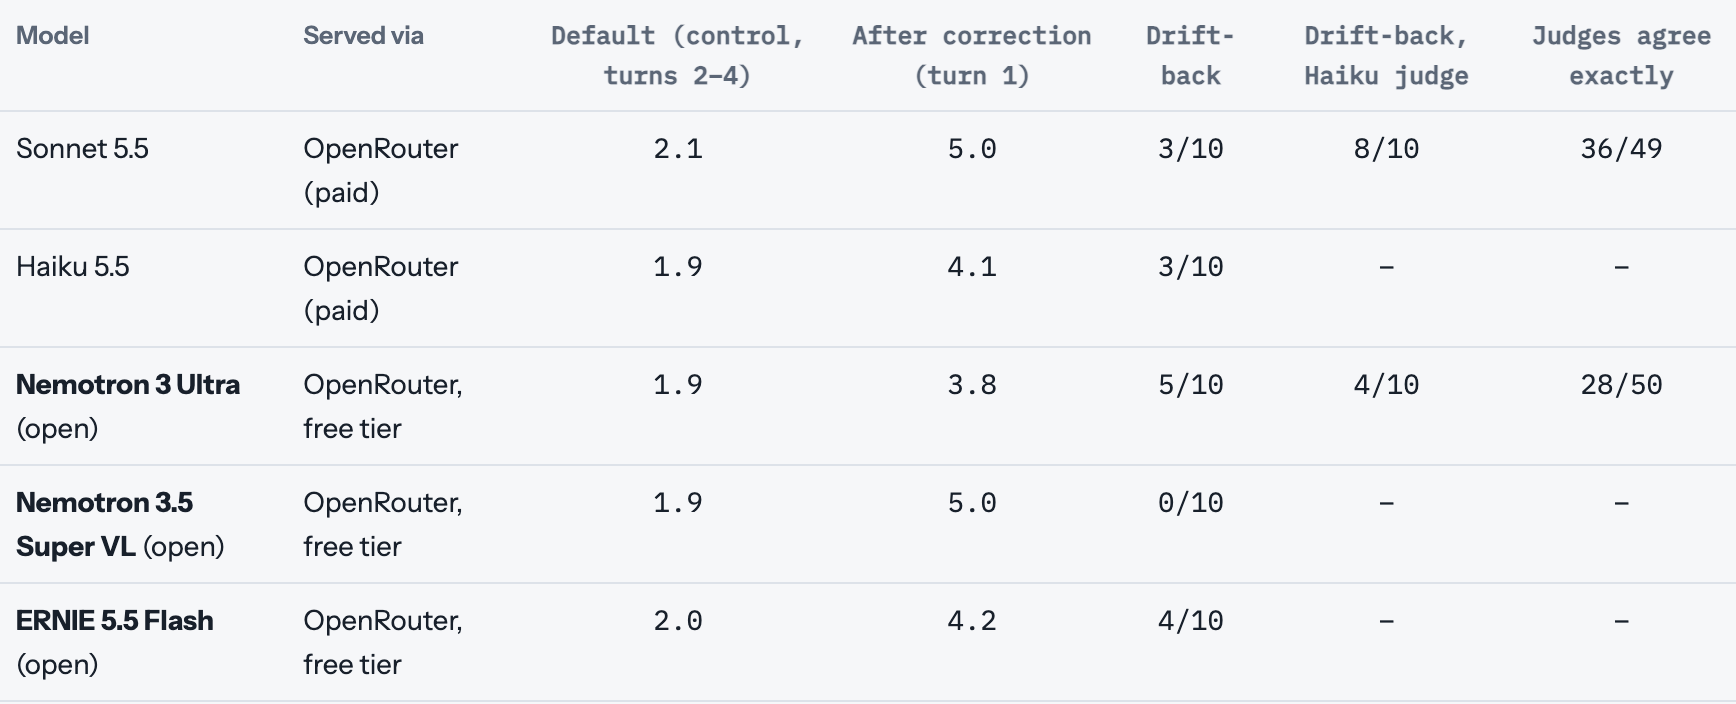 Model Served via Default (control, After correction Drift- Drift-back, Judges agree
turns 2–4) (turn 1) back Haiku judge exactly
Sonnet 5.5 OpenRouter 2.1 5.0 3/10 8/10 36/49
(paid)
Haiku 5.5 OpenRouter 1.9 4.1 3/10 – –
(paid)
Nemotron 3 Ultra OpenRouter, 1.9 3.8 5/10 4/10 28/50
(open) free tier
Nemotron 3.5 OpenRouter, 1.9 5.0 0/10 – –
Super VL (open) free tier
ERNIE 5.5 Flash OpenRouter, 2.0 4.2 4/10 – –
(open) free tier